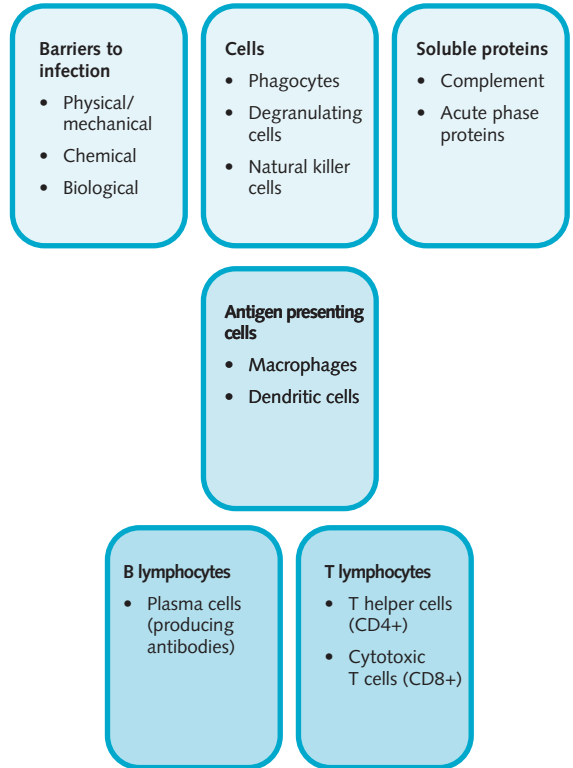 Barriers to
infection
• Physical/
mechanical
• Chemical
• Biological
Cells
• Phagocytes
• Degranulating
cells
• Natural killer
cells
Soluble proteins
• Complement
• Acute phase
proteins
Antigen presenting
cells
• Macrophages
• Dendritic cells
B lymphocytes
• Plasma cells
(producing
antibodies)
T lymphocytes
• T helper cells
(CD4+)
• Cytotoxic
T cells (CD8+)